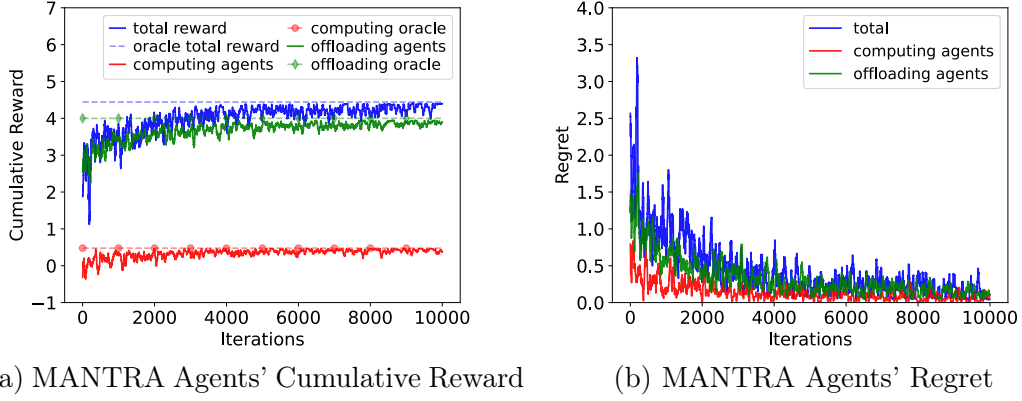 7
6
5
4
3
2
1
0
−1
Cumulative Reward
total reward
oracle total reward
computing agents
computing oracle
offloading agents
offloading oracle
0 2000 4000 6000 8000 10000
Iterations
4.0
3.5
3.0
2.5
2.0
1.5
1.0
0.5
0.0
Regret
total
computing agents
offloading agents
0 2000 4000 6000 8000 10000
Iterations
a) MANTRA Agents' Cumulative Reward
(b) MANTRA Agents' Regret